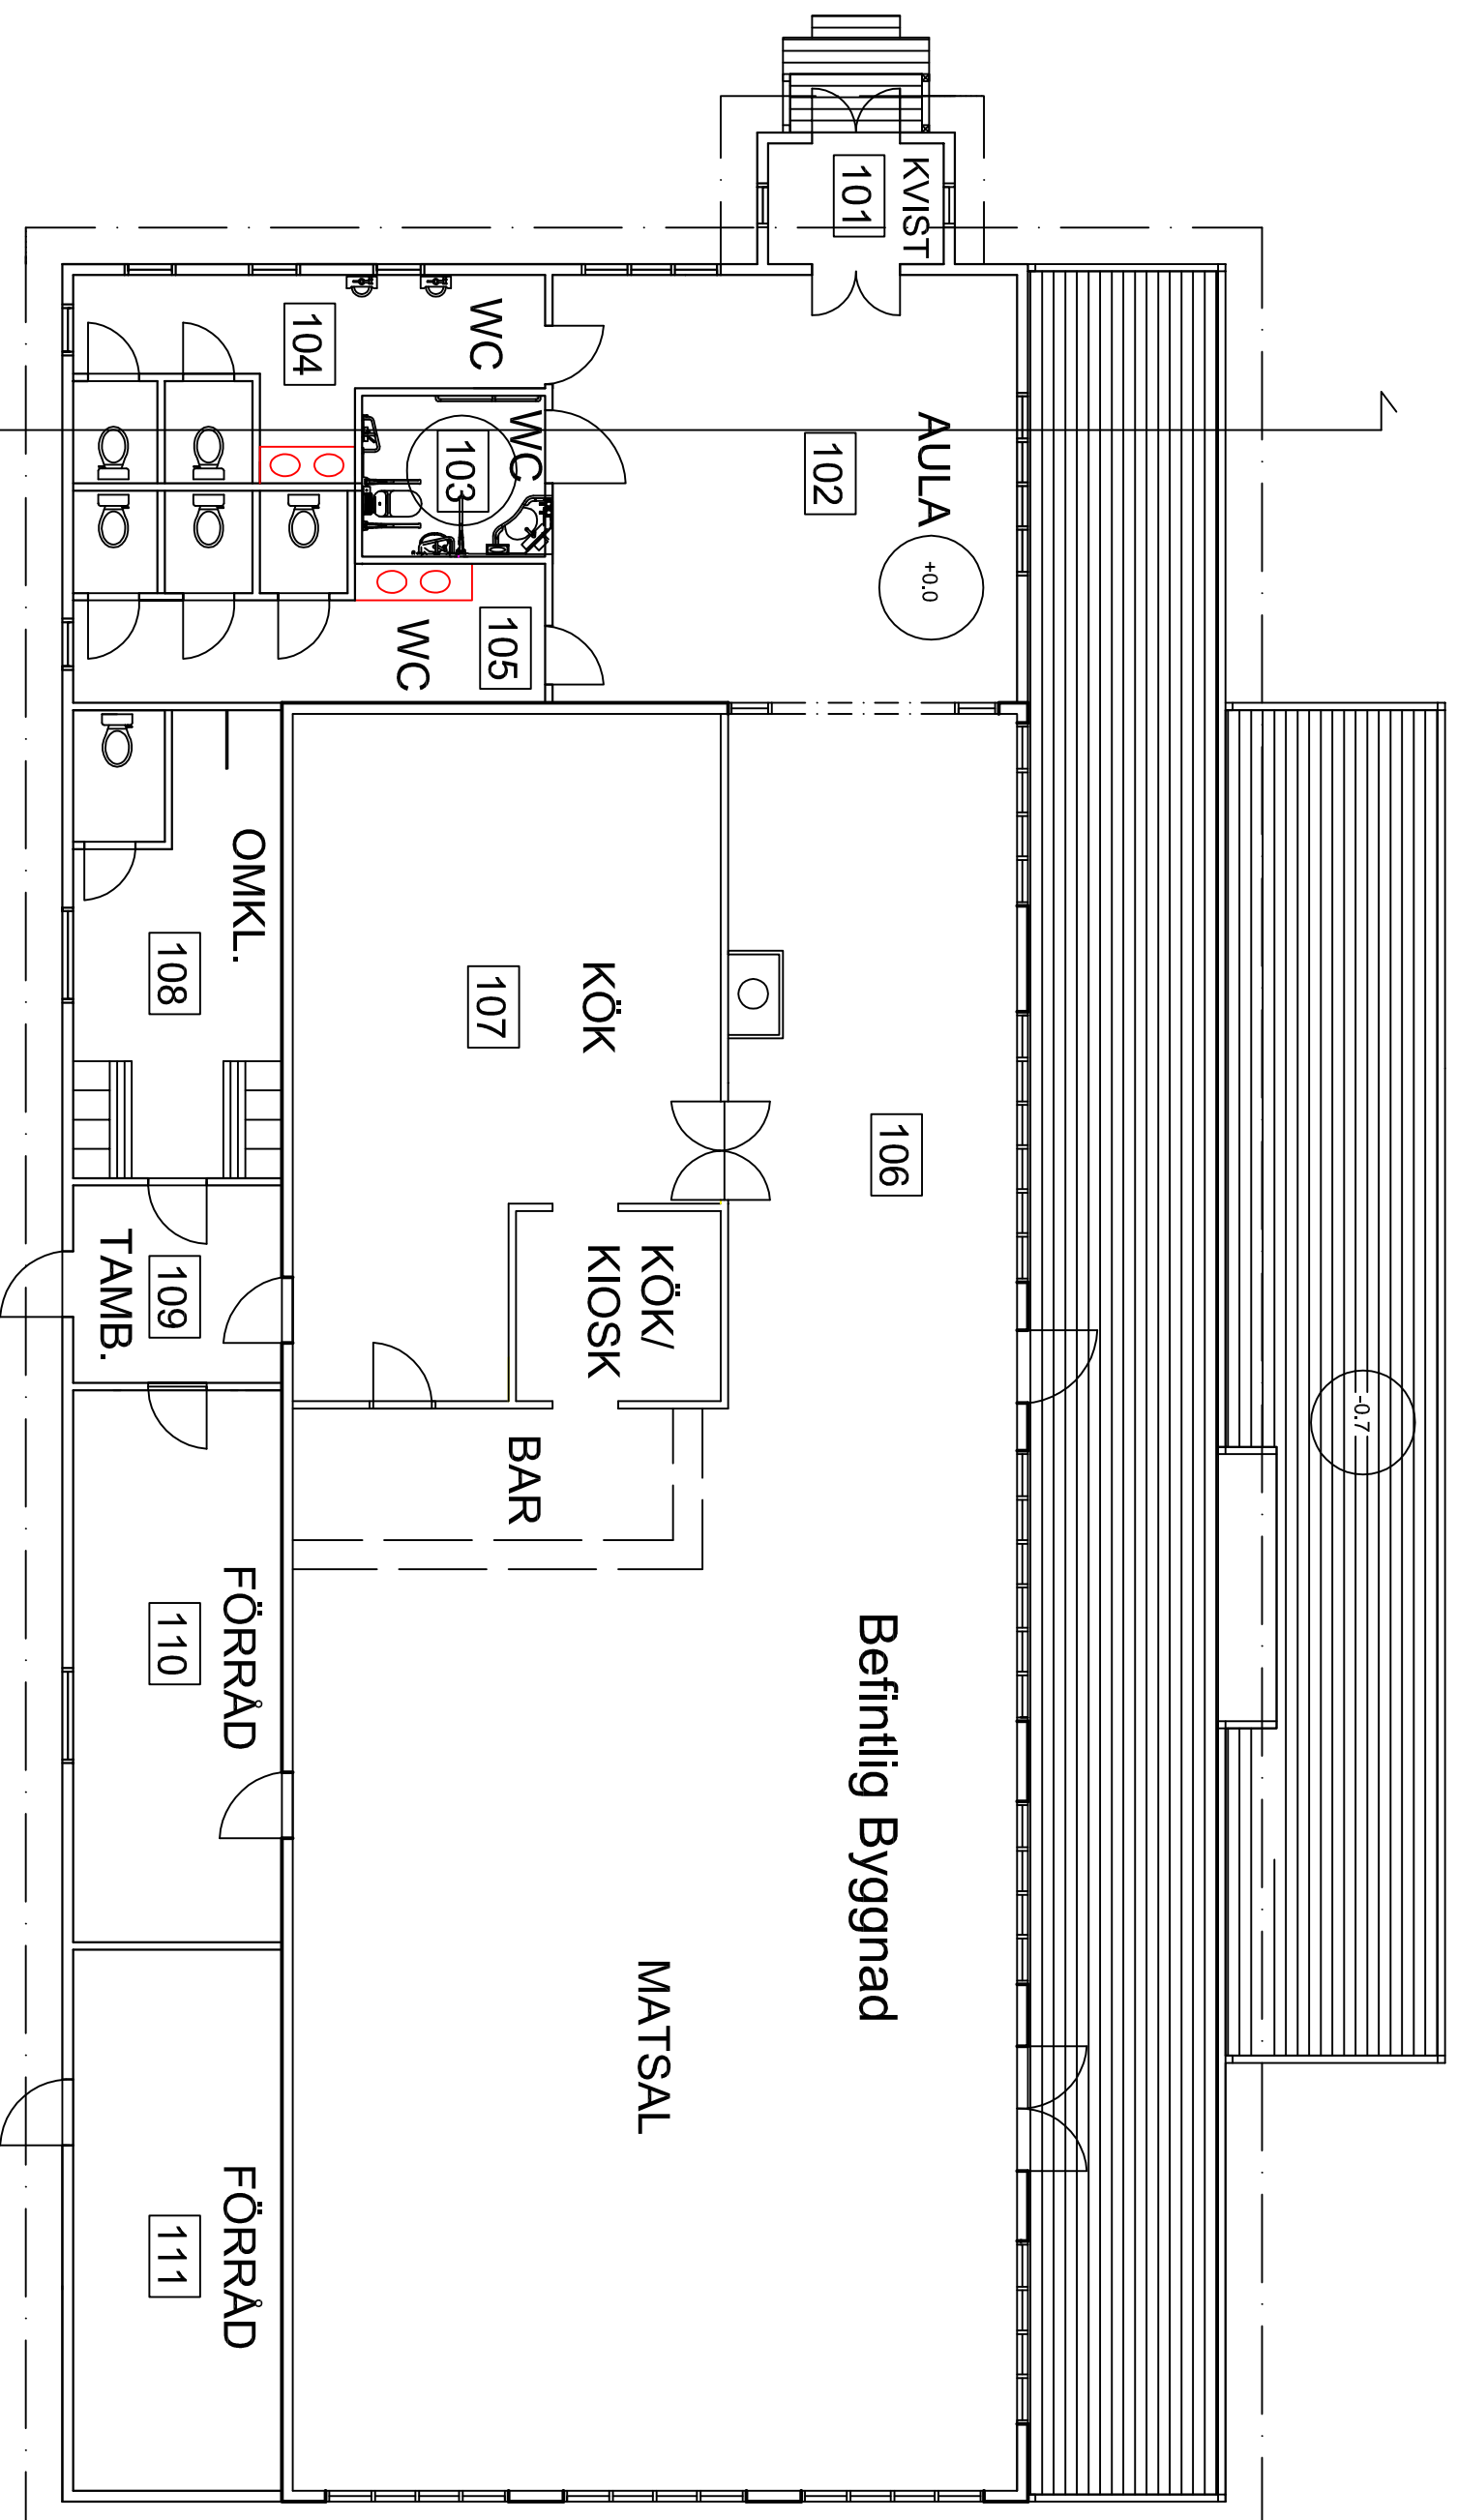 KVIST
101
AULA
102
+0.0
WC
104
WC
103
105
WC
OMKL.
108
KÖK
107
106
KÖK/
KIOSK
TAMB.
109
BAR
-0.7
FÖRRÅD
110
Befintlig Byggnad
MATSAL
FÖRRÅD
111